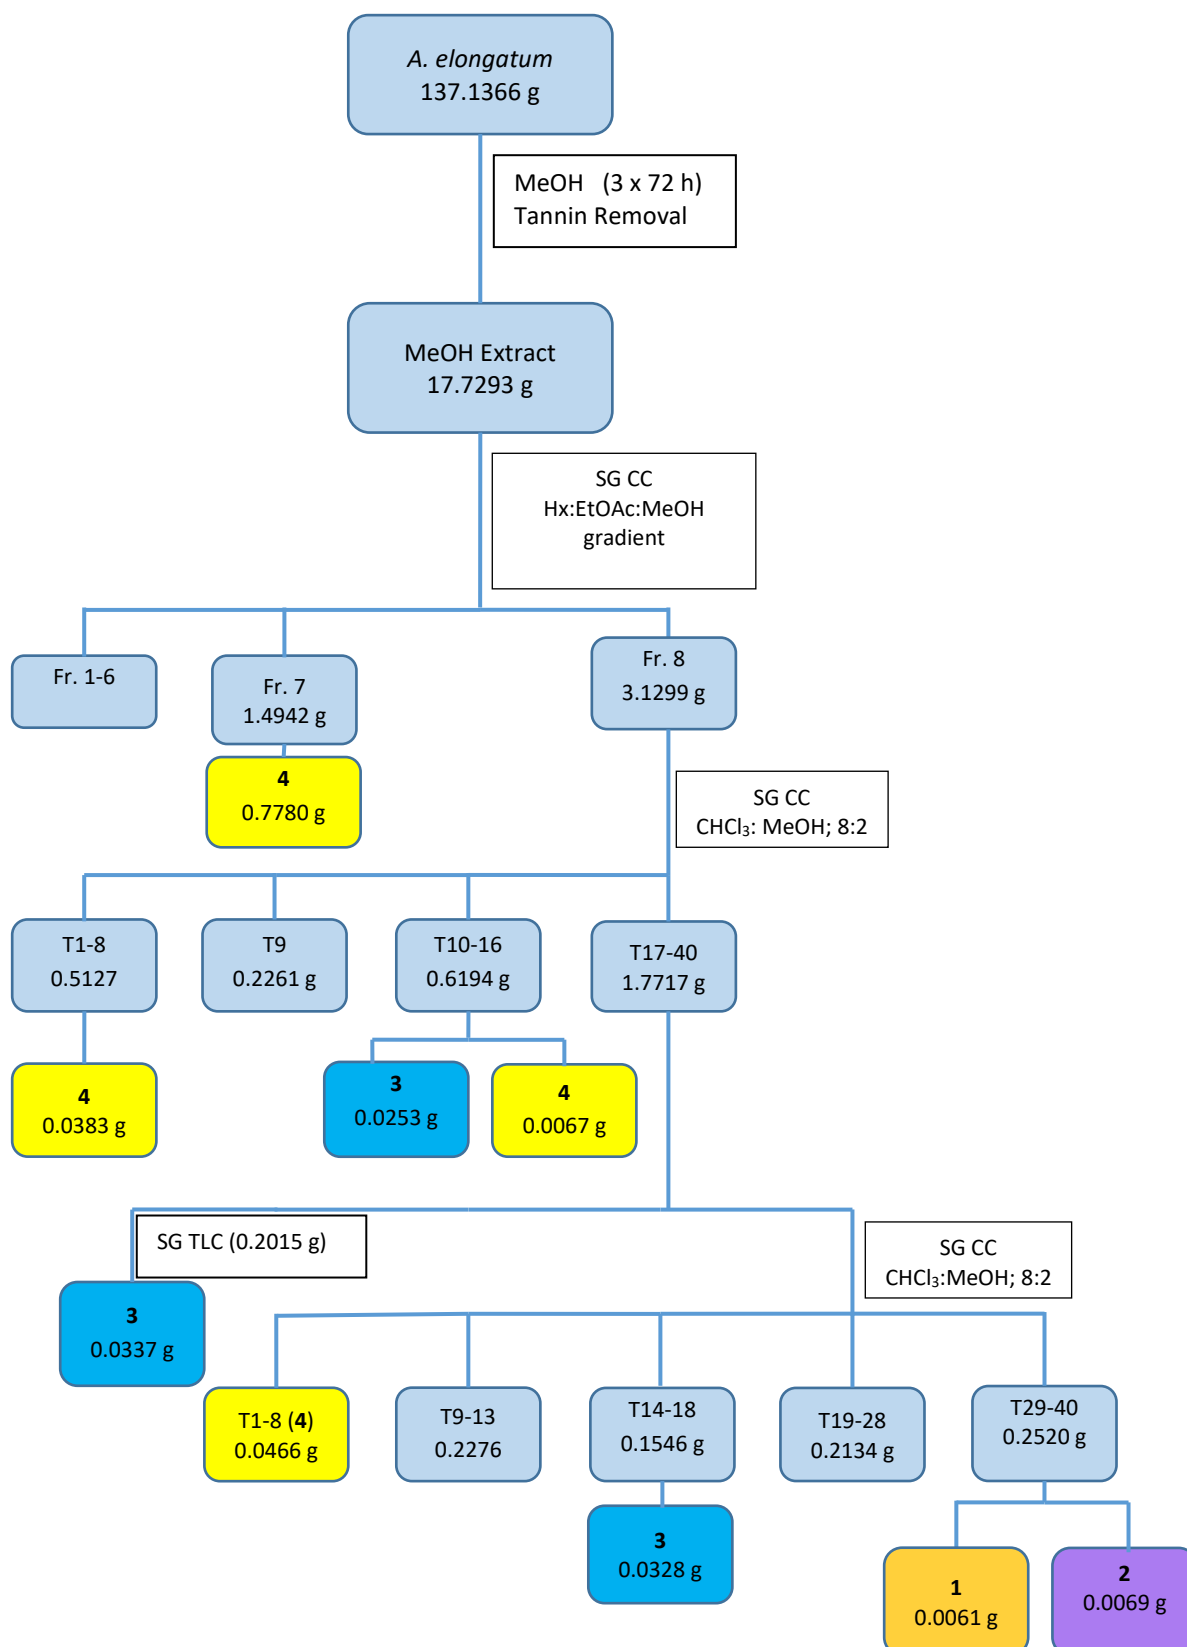 A. elongatum
137.1366 g
MeOH (3 x 72 h)
Tannin Removal
MeOH Extract
17.7293 g
SG CC
Hx:EtOAc:MeOH
gradient
Fr. 1-6
Fr. 7
1.4942 g
Fr. 8
3.1299 g
4
0.7780 g
SG CC
CHCl₃: MeOH; 8:2
T1-8
0.5127
T9
0.2261 g
T10-16
0.6194 g
T17-40
1.7717 g
4
0.0383 g
3
0.0253 g
4
0.0067 g
SG TLC (0.2015 g)
SG CC
CHCl₃:MeOH; 8:2
3
0.0337 g
T1-8 (4)
0.0466 g
T9-13
0.2276
T14-18
0.1546 g
T19-28
0.2134 g
T29-40
0.2520 g
3
0.0328 g
1
0.0061 g
2
0.0069 g